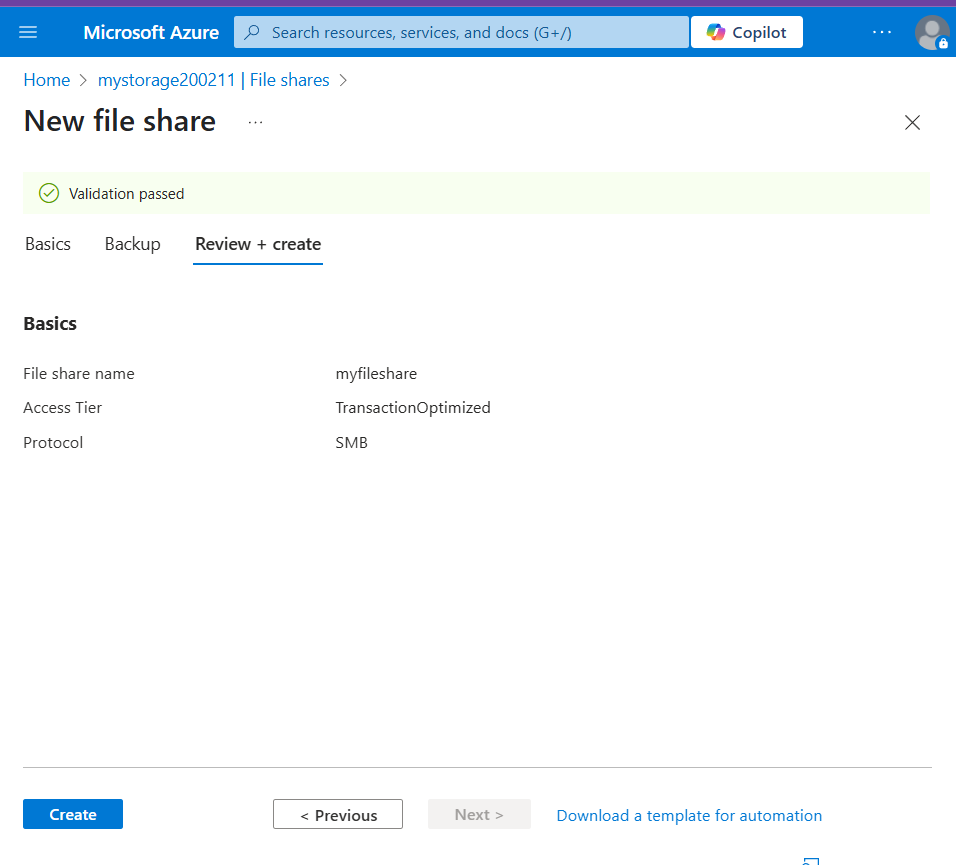 Microsoft Azure Search resources, services, and docs (G+/) Copilot ...
Home > mystorage200211 | File shares >
New file share ...
Validation passed
Basics Backup Review + create
Basics
File share name myfileshare
Access Tier TransactionOptimized
Protocol SMB
Create < Previous Next > Download a template for automation